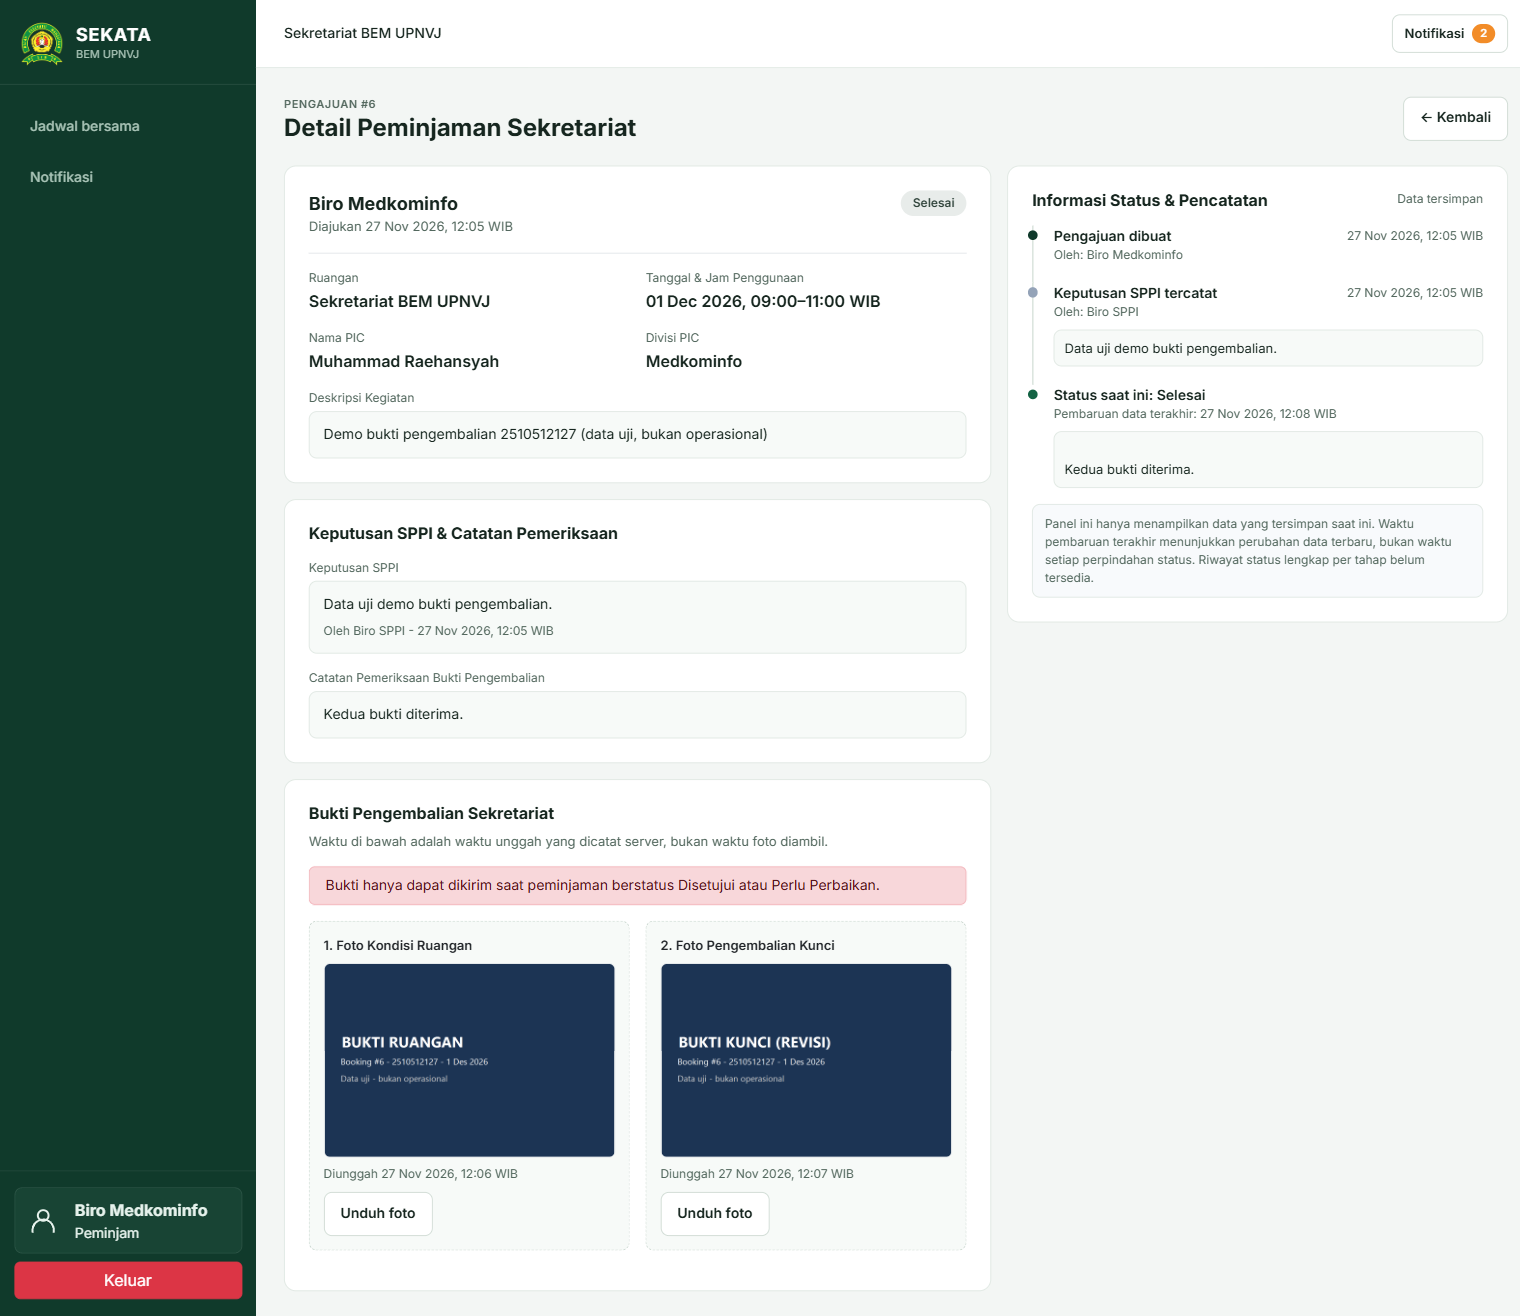 SEKATA
BEM UPNVJ
Jadwal bersama
Notifikasi
Biro Medkominfo
Peminjam
Keluar
Sekretariat BEM UPNVJ
Notifikasi 2
PENGAJUAN #6
Detail Peminjaman Sekretariat
← Kembali
Biro Medkominfo
Selesai
Diajukan 27 Nov 2026, 12:05 WIB
Ruangan
Sekretariat BEM UPNVJ
Tanggal & Jam Penggunaan
01 Dec 2026, 09:00–11:00 WIB
Nama PIC
Muhammad Raehansyah
Divisi PIC
Medkominfo
Deskripsi Kegiatan
Demo bukti pengembalian 2510512127 (data uji, bukan operasional)
Keputusan SPPI & Catatan Pemeriksaan
Keputusan SPPI
Data uji demo bukti pengembalian.
Oleh Biro SPPI - 27 Nov 2026, 12:05 WIB
Catatan Pemeriksaan Bukti Pengembalian
Kedua bukti diterima.
Bukti Pengembalian Sekretariat
Waktu di bawah adalah waktu unggah yang dicatat server, bukan waktu foto diambil.
Bukti hanya dapat dikirim saat peminjaman berstatus Disetujui atau Perlu Perbaikan.
1. Foto Kondisi Ruangan
BUKTI RUANGAN
Booking #6 - 2510512127 - 1 Des 2026
Data uji - bukan operasional
Diunggah 27 Nov 2026, 12:06 WIB
Unduh foto
2. Foto Pengembalian Kunci
BUKTI KUNCI (REVISI)
Booking #6 - 2510512127 - 1 Des 2026
Data uji - bukan operasional
Diunggah 27 Nov 2026, 12:07 WIB
Unduh foto
Informasi Status & Pencatatan
Data tersimpan
Pengajuan dibuat
27 Nov 2026, 12:05 WIB
Oleh: Biro Medkominfo
Keputusan SPPI tercatat
27 Nov 2026, 12:05 WIB
Oleh: Biro SPPI
Data uji demo bukti pengembalian.
Status saat ini: Selesai
Pembaruan data terakhir: 27 Nov 2026, 12:08 WIB
Kedua bukti diterima.
Panel ini hanya menampilkan data yang tersimpan saat ini. Waktu
pembaruan terakhir menunjukkan perubahan data terbaru, bukan waktu
setiap perpindahan status. Riwayat status lengkap per tahap belum
tersedia.